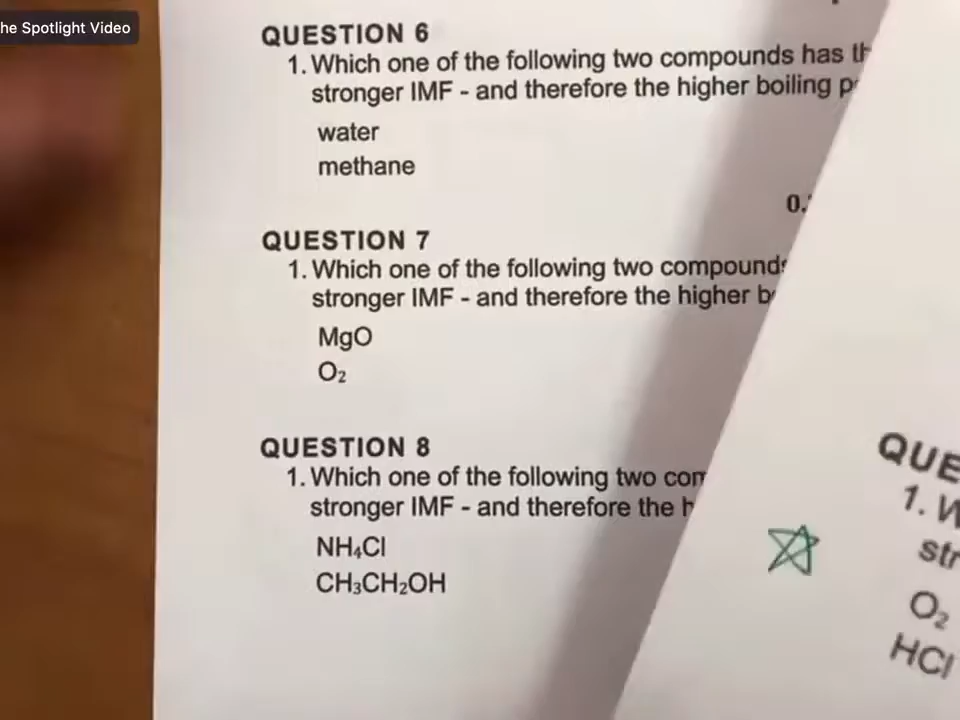 he Spotlight Video
QUESTION 6
1. Which one of the following two compounds has
stronger IMF - and therefore the higher boiling
water
methane
0.
QUESTION 7
1. Which one of the following two compounds
stronger IMF - and therefore the higher
MgO
O₂
QUESTION 8
1. Which one of the following two
stronger IMF - and therefore the
NH₄Cl
CH₃CH₂OH
QUE
1. W
str
O₂
HCl